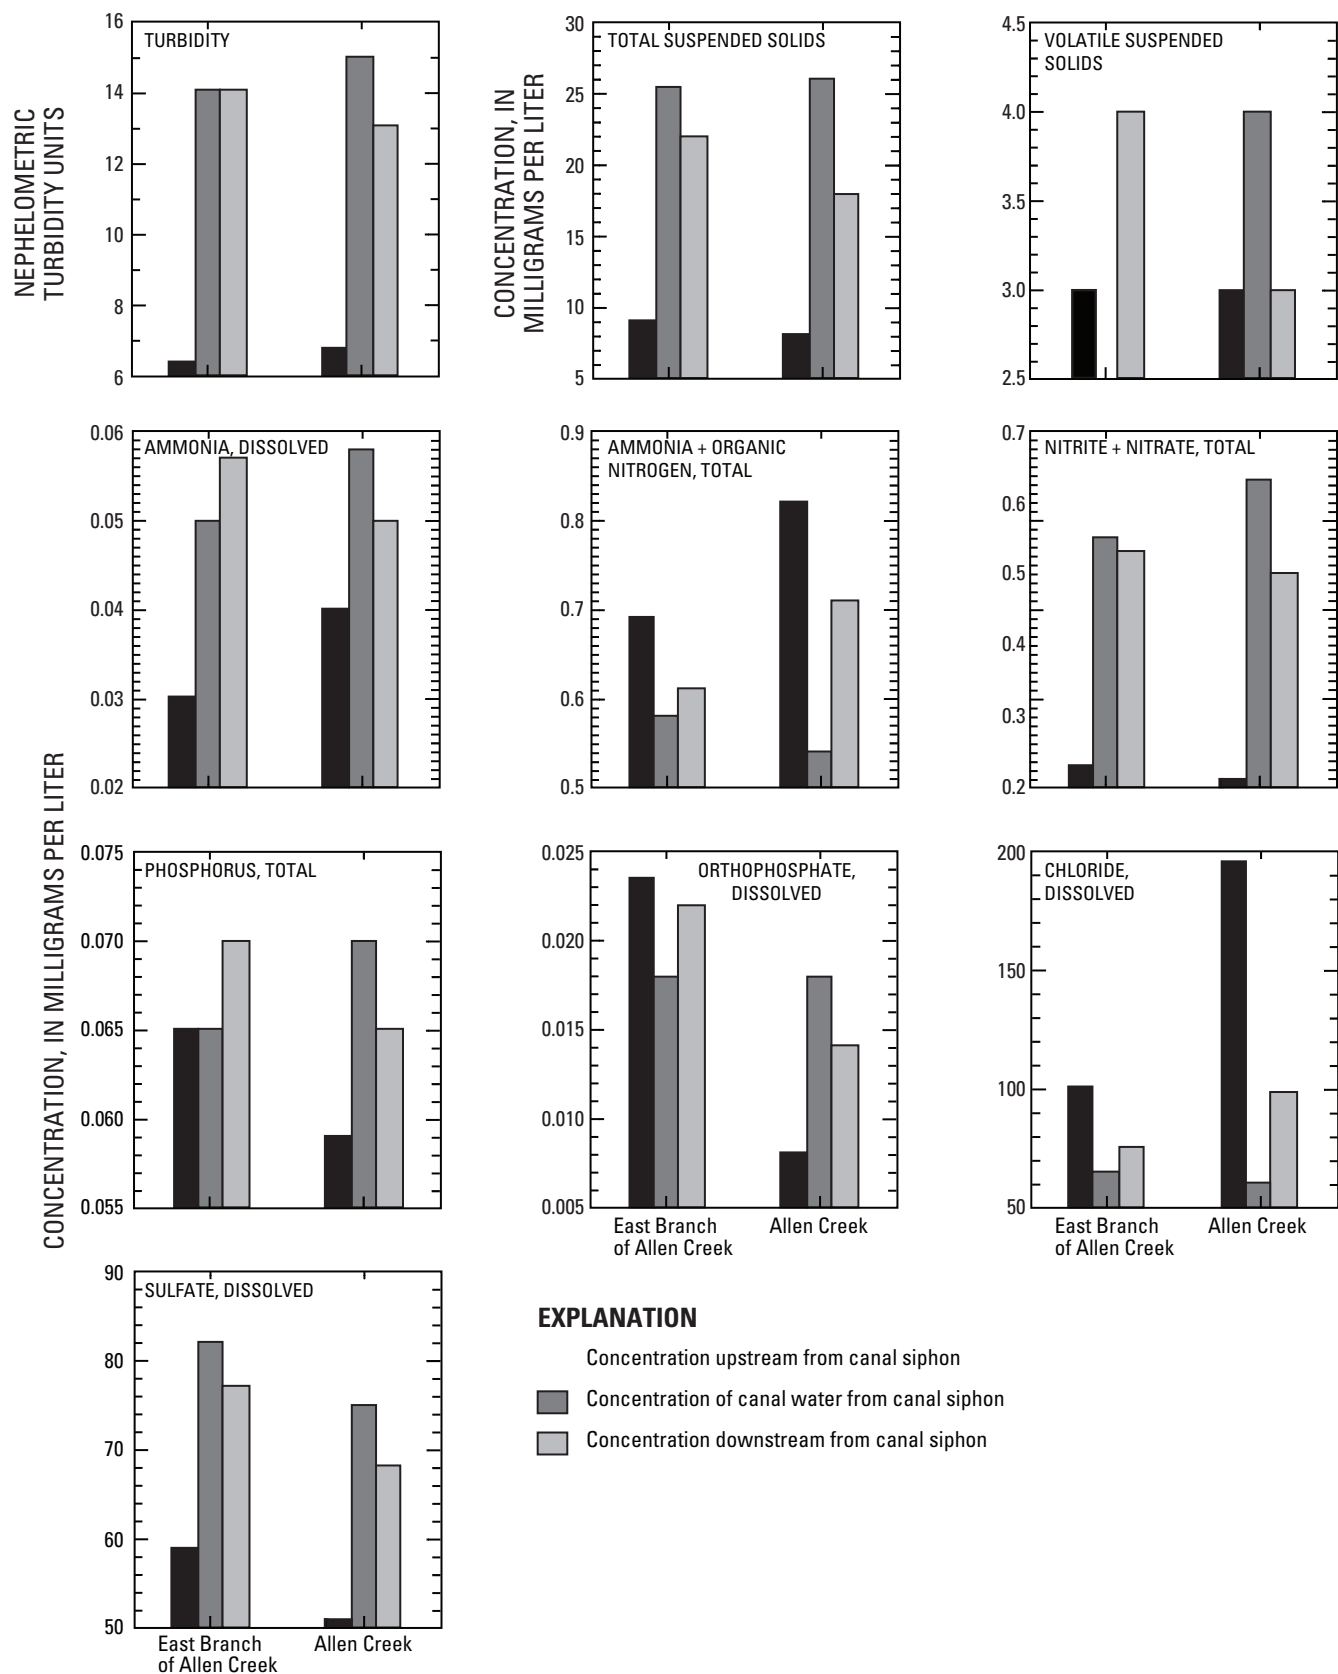 NEPHELOMETRIC
TURBIDITY UNITS
16
14
12
10
8
6
TURBIDITY
CONCENTRATION, IN
MILLIGRAMS PER LITER
30
25
20
15
10
5
TOTAL SUSPENDED SOLIDS
4.5
4.0
3.5
3.0
2.5
VOLATILE SUSPENDED
SOLIDS
CONCENTRATION, IN MILLIGRAMS PER LITER
0.06
0.05
0.04
0.03
0.02
AMMONIA, DISSOLVED
0.9
0.8
0.7
0.6
0.5
AMMONIA + ORGANIC
NITROGEN, TOTAL
0.7
0.6
0.5
0.4
0.3
0.2
NITRITE + NITRATE, TOTAL
0.075
0.070
0.065
0.060
0.055
PHOSPHORUS, TOTAL
0.025
0.020
0.015
0.010
0.005
ORTHOPHOSPHATE,
DISSOLVED
East Branch
of Allen Creek
Allen Creek
200
150
100
50
CHLORIDE,
DISSOLVED
East Branch
of Allen Creek
Allen Creek
90
80
70
60
50
SULFATE, DISSOLVED
East Branch
of Allen Creek
Allen Creek
EXPLANATION
Concentration upstream from canal siphon
Concentration of canal water from canal siphon
Concentration downstream from canal siphon